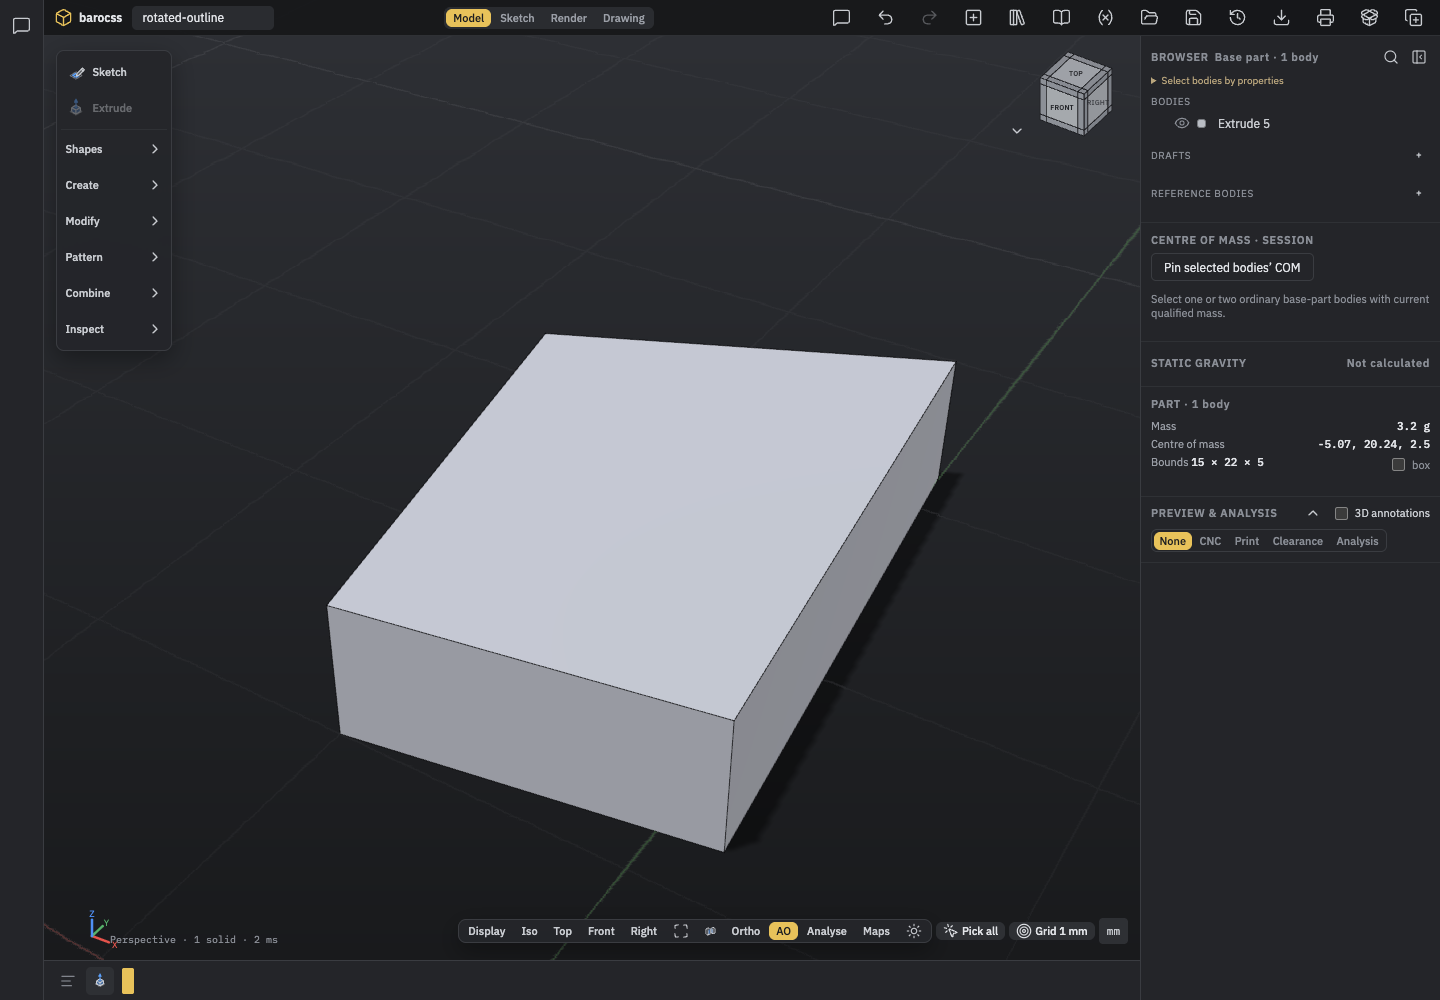 barocss
rotated-outline
Model
Sketch
Render
Drawing
Sketch
Extrude
Shapes
Create
Modify
Pattern
Combine
Inspect
TOP
FRONT
RIGHT
BROWSER Base part · 1 body
Select bodies by properties
BODIES
Extrude 5
DRAFTS
+
REFERENCE BODIES
+
CENTRE OF MASS · SESSION
Pin selected bodies’ COM
Select one or two ordinary base-part bodies with current
qualified mass.
STATIC GRAVITY Not calculated
PART · 1 body
Mass 3.2 g
Centre of mass -5.07, 20.24, 2.5
Bounds 15 × 22 × 5 box
PREVIEW & ANALYSIS 3D annotations
None CNC Print Clearance Analysis
Z
Y
X
Perspective · 1 solid · 2 ms
Display Iso Top Front Right Ortho AO Analyse Maps Pick all Grid 1 mm mm